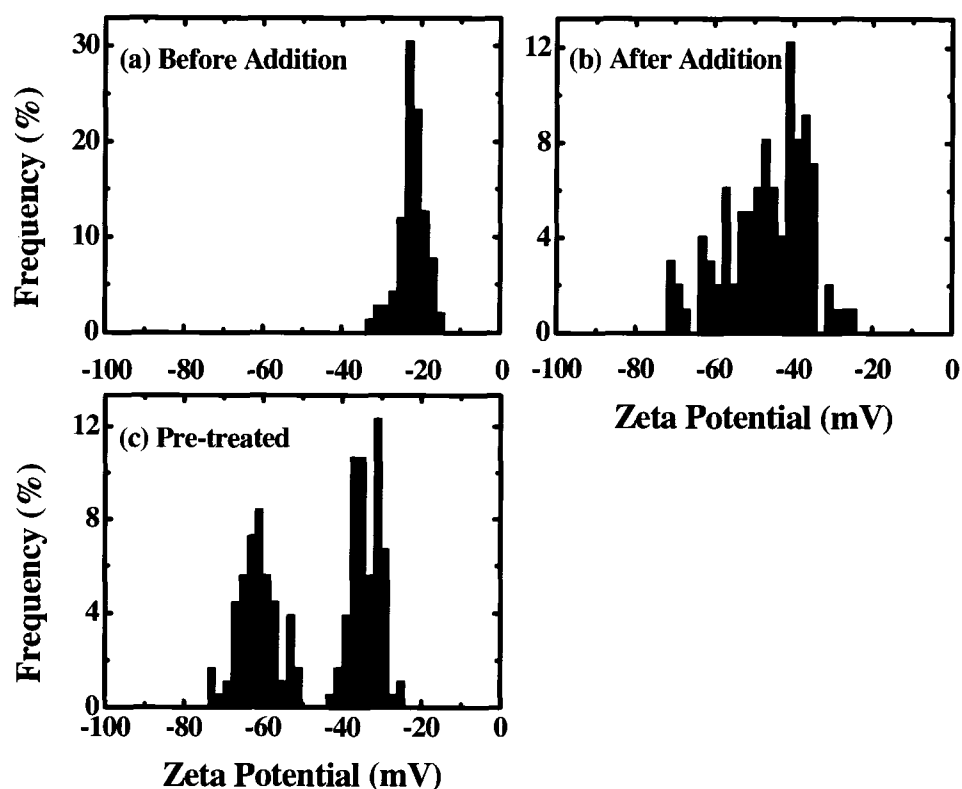 (a) Before Addition
Frequency (%)
30
20
10
0
-100 -80 -60 -40 -20 0
(b) After Addition
12
8
4
0
-100 -80 -60 -40 -20 0
Zeta Potential (mV)
(c) Pre-treated
Frequency (%)
12
8
4
0
-100 -80 -60 -40 -20 0
Zeta Potential (mV)